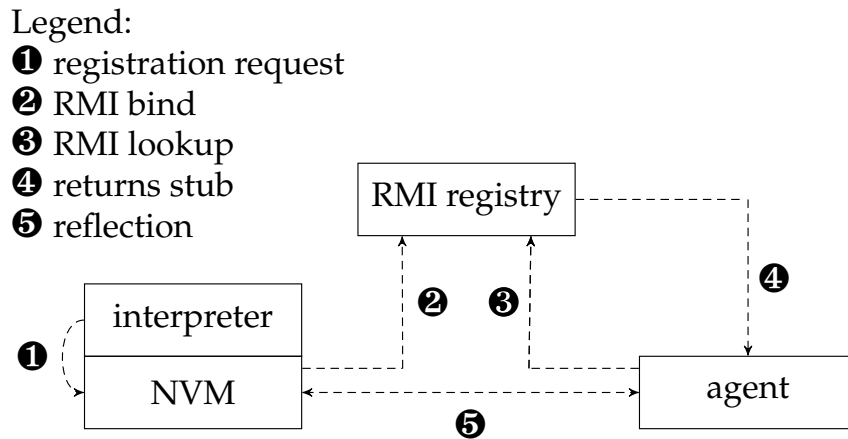 Legend:
❶ registration request
❷ RMI bind
❸ RMI lookup
❹ returns stub
❺ reflection
RMI registry
❹
interpreter
❷
❸
❶
NVM
agent
❺